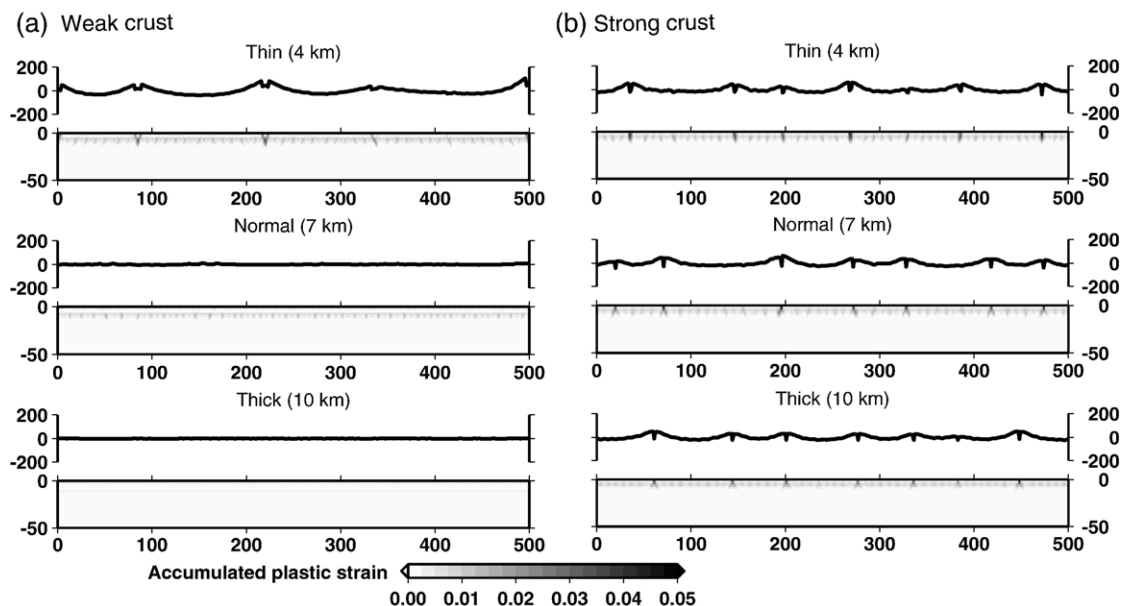 (a) Weak crust
Thin (4 km)
200
0
-200
0
-50
0 100 200 300 400 500
Normal (7 km)
200
0
-200
0
-50
0 100 200 300 400 500
Thick (10 km)
200
0
-200
0
-50
0 100 200 300 400 500
(b) Strong crust
Thin (4 km)
200
0
-200
0
-50
0 100 200 300 400 500
Normal (7 km)
200
0
-200
0
-50
0 100 200 300 400 500
Thick (10 km)
200
0
-200
0
-50
0 100 200 300 400 500
Accumulated plastic strain
0.00 0.01 0.02 0.03 0.04 0.05